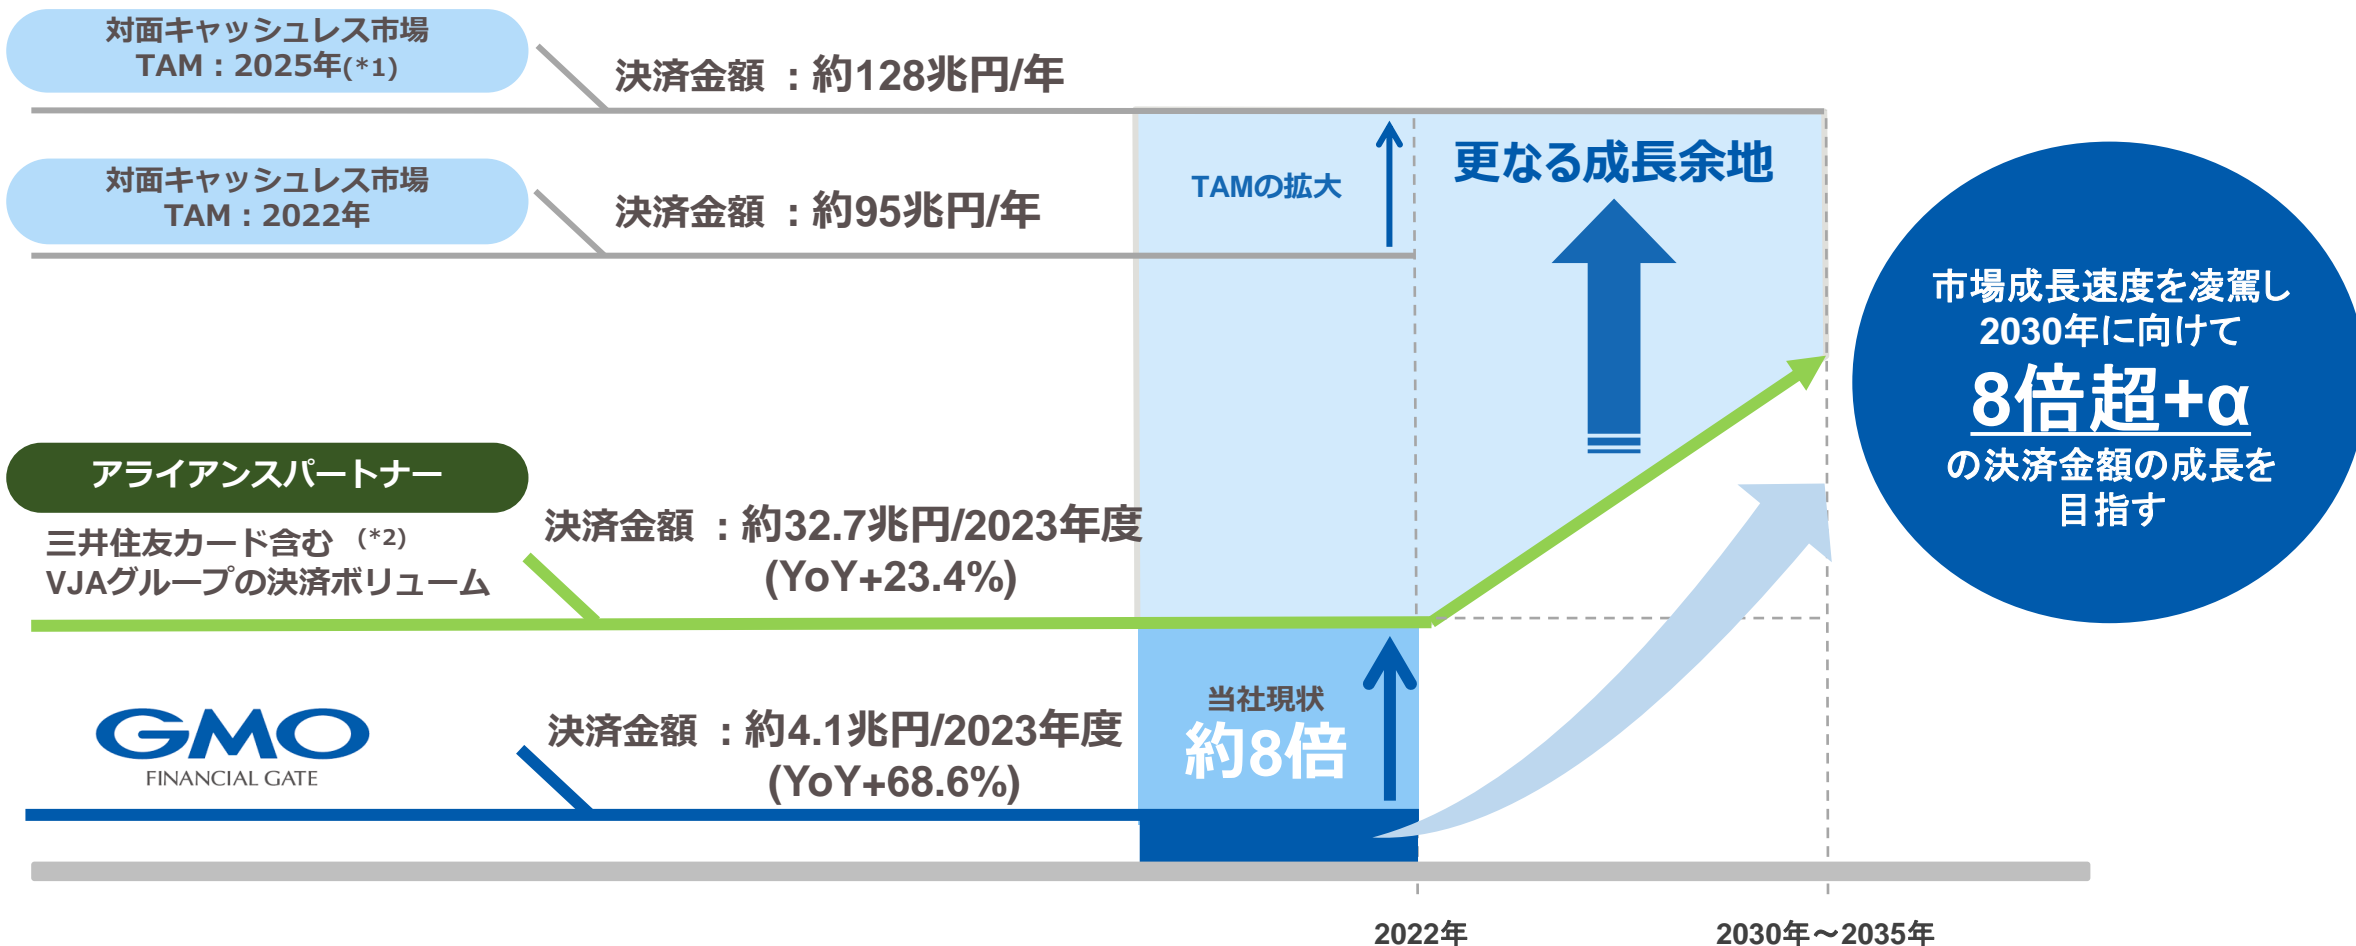 対面キャッシュレス市場
TAM：2025年(*1)
決済金額 ：約128兆円/年
対面キャッシュレス市場
TAM：2022年
決済金額 ：約95兆円/年
TAMの拡大
更なる成長余地
市場成長速度を凌駕し
2030年に向けて
8倍超+α
の決済金額の成長を
目指す
アライアンスパートナー
三井住友カード含む (*2)
VJAグループの決済ボリューム
決済金額 ：約32.7兆円/2023年度
(YoY+23.4%)
当社現状
約8倍
GMO
FINANCIAL GATE
決済金額 ：約4.1兆円/2023年度
(YoY+68.6%)
2022年
2030年～2035年